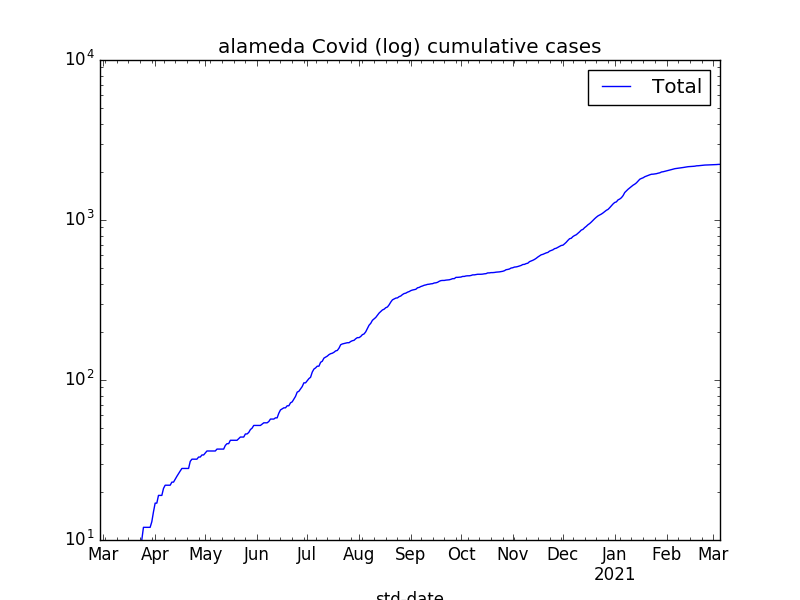 alameda Covid (log) cumulative cases
Total
10^4
10^3
10^2
10^1
Mar Apr May Jun Jul Aug Sep Oct Nov Dec Jan Feb Mar
2021
std-date